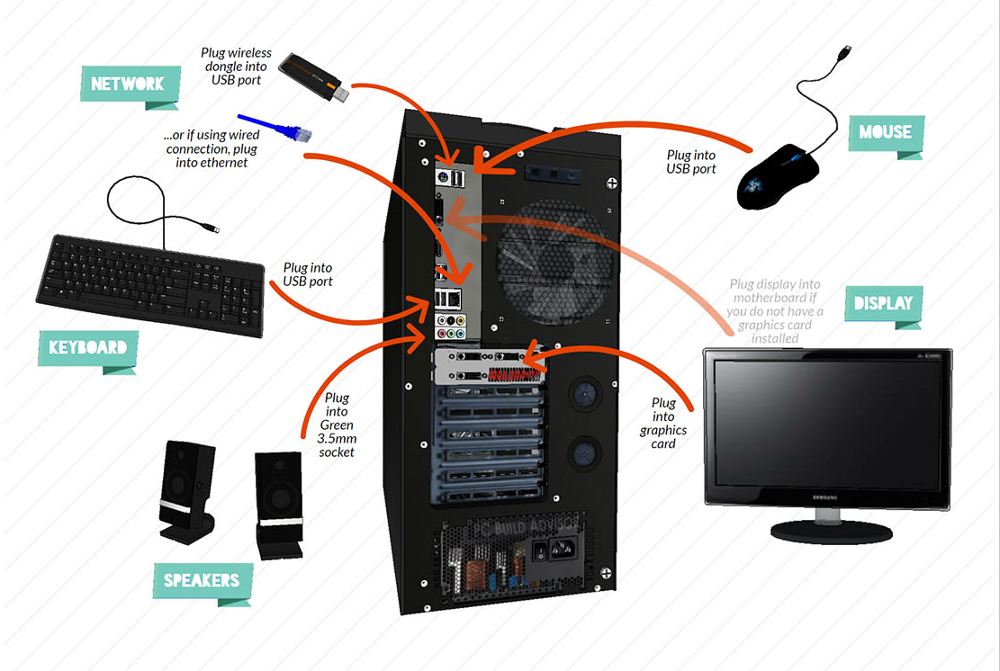 NETWORK
Plug wireless
dongle into
USB port
...or if using wired
connection, plug
into ethernet
MOUSE
Plug into
USB port
KEYBOARD
Plug into
USB port
DISPLAY
Plug display into
motherboard if
you do not have a
graphics card
installed
Plug
into
graphics
card
SPEAKERS
Plug
into
Green
3.5mm
socket
SAMSUNG
PC BUILD ADVISOR